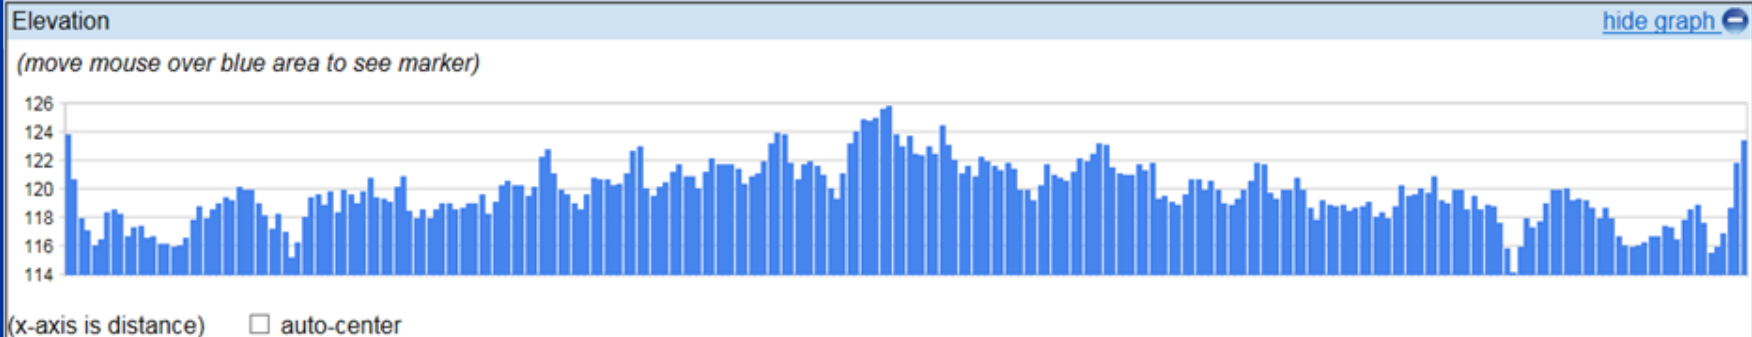 Elevation
hide graph
(move mouse over blue area to see marker)
126
124
122
120
118
116
114
(x-axis is distance)
auto-center